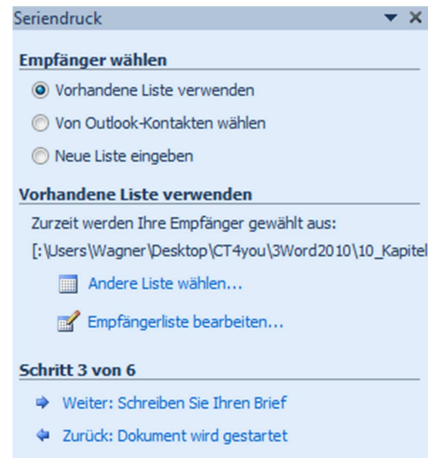 Seriendruck
Empfänger wählen
Vorhandene Liste verwenden
Von Outlook-Kontakten wählen
Neue Liste eingeben
Vorhandene Liste verwenden
Zurzeit werden Ihre Empfänger gewählt aus:
[:\Users\Wagner\Desktop\CT4you\3Word2010\10_Kapitel
Andere Liste wählen...
Empfängerliste bearbeiten...
Schritt 3 von 6
Weiter: Schreiben Sie Ihren Brief
Zurück: Dokument wird gestartet